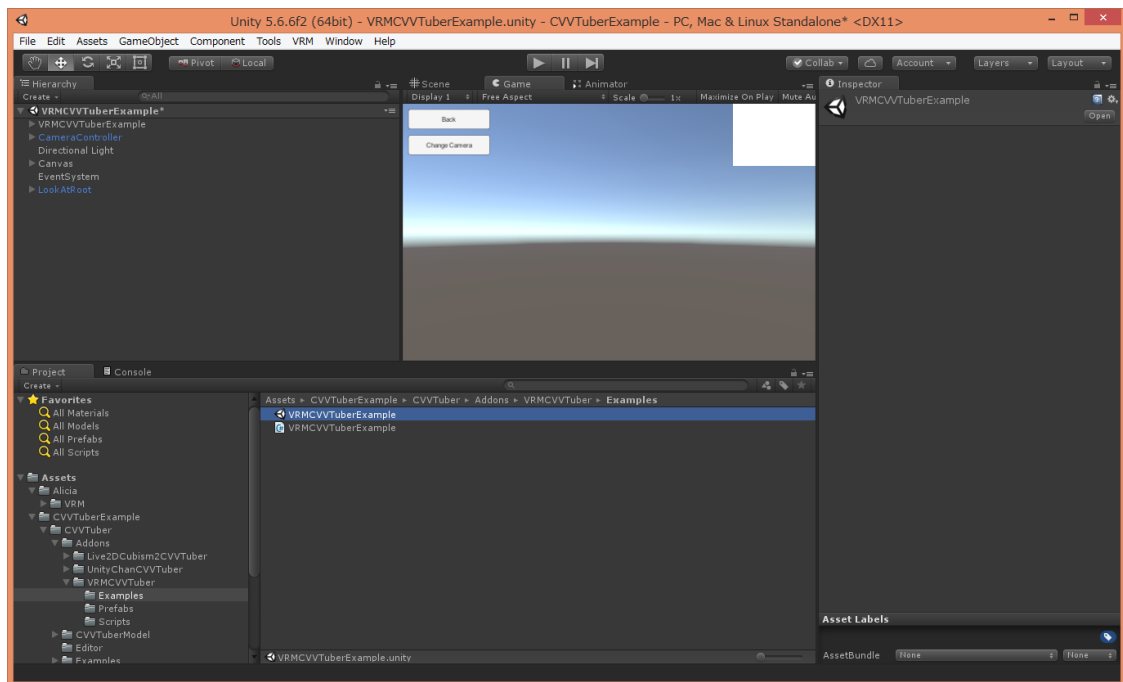 Unity 5.6.6f2 (64bit) - VRMCVVTuberExample.unity - CVVTuberExample - PC, Mac & Linux Standalone* <DX11>
File Edit Assets GameObject Component Tools VRM Window Help
Pivot Local Collab Account Layers Layout
Hierarchy Scene Game Animator Inspector
Create All Display 1 Free Aspect Scale 1x Maximize On Play Mute Au
VRMCVVTuberExample
Open
VRMCVVTuberExample*
VRMCVVTuberExample
CameraController
Directional Light
Canvas
EventSystem
LookAtRoot
Back
Change Camera
Project Console
Create
Favorites
All Materials
All Models
All Prefabs
All Scripts
Assets
Alicia
VRM
CVVTuberExample
CVVTuber
Addons
Live2DCubism2CVVTuber
UnityChanCVVTuber
VRMCVVTuber
Examples
Prefabs
Scripts
CVVTuberModel
Editor
Examples
Assets ▸ CVVTuberExample ▸ CVVTuber ▸ Addons ▸ VRMCVVTuber ▸ Examples
VRMCVVTuberExample
VRMCVVTuberExample
VRMCVVTuberExample.unity
Asset Labels
AssetBundle None None